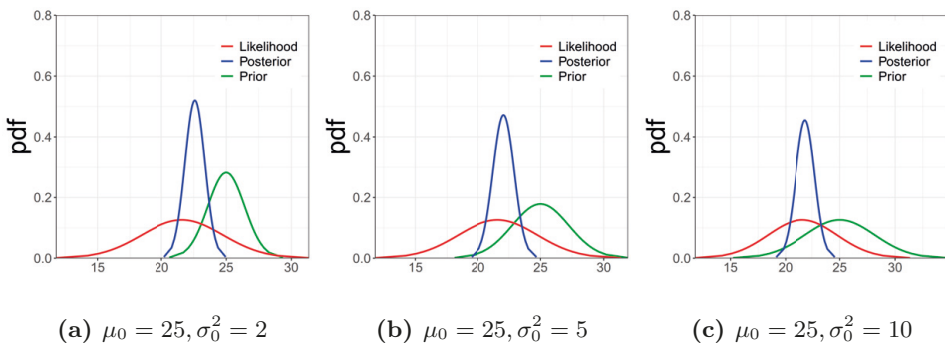 0.8
0.6
0.4
0.2
0.0
pdf
Likelihood
Posterior
Prior
15 20 25 30
(a) μ₀ = 25, σ₀² = 2
0.8
0.6
0.4
0.2
0.0
pdf
Likelihood
Posterior
Prior
15 20 25 30
(b) μ₀ = 25, σ₀² = 5
0.8
0.6
0.4
0.2
0.0
pdf
Likelihood
Posterior
Prior
15 20 25 30
(c) μ₀ = 25, σ₀² = 10